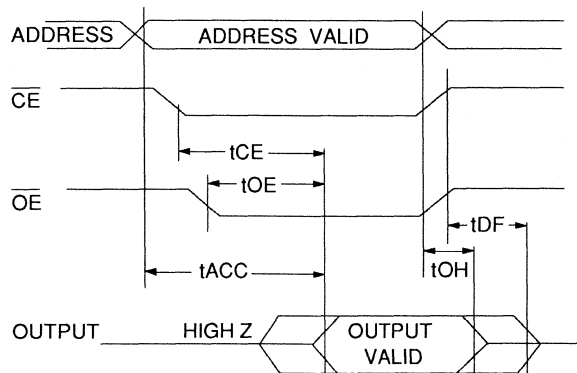 ADDRESS ADDRESS VALID
CE
tCE
tOE
OE
tDF
tACC tOH
OUTPUT HIGH Z OUTPUT
VALID